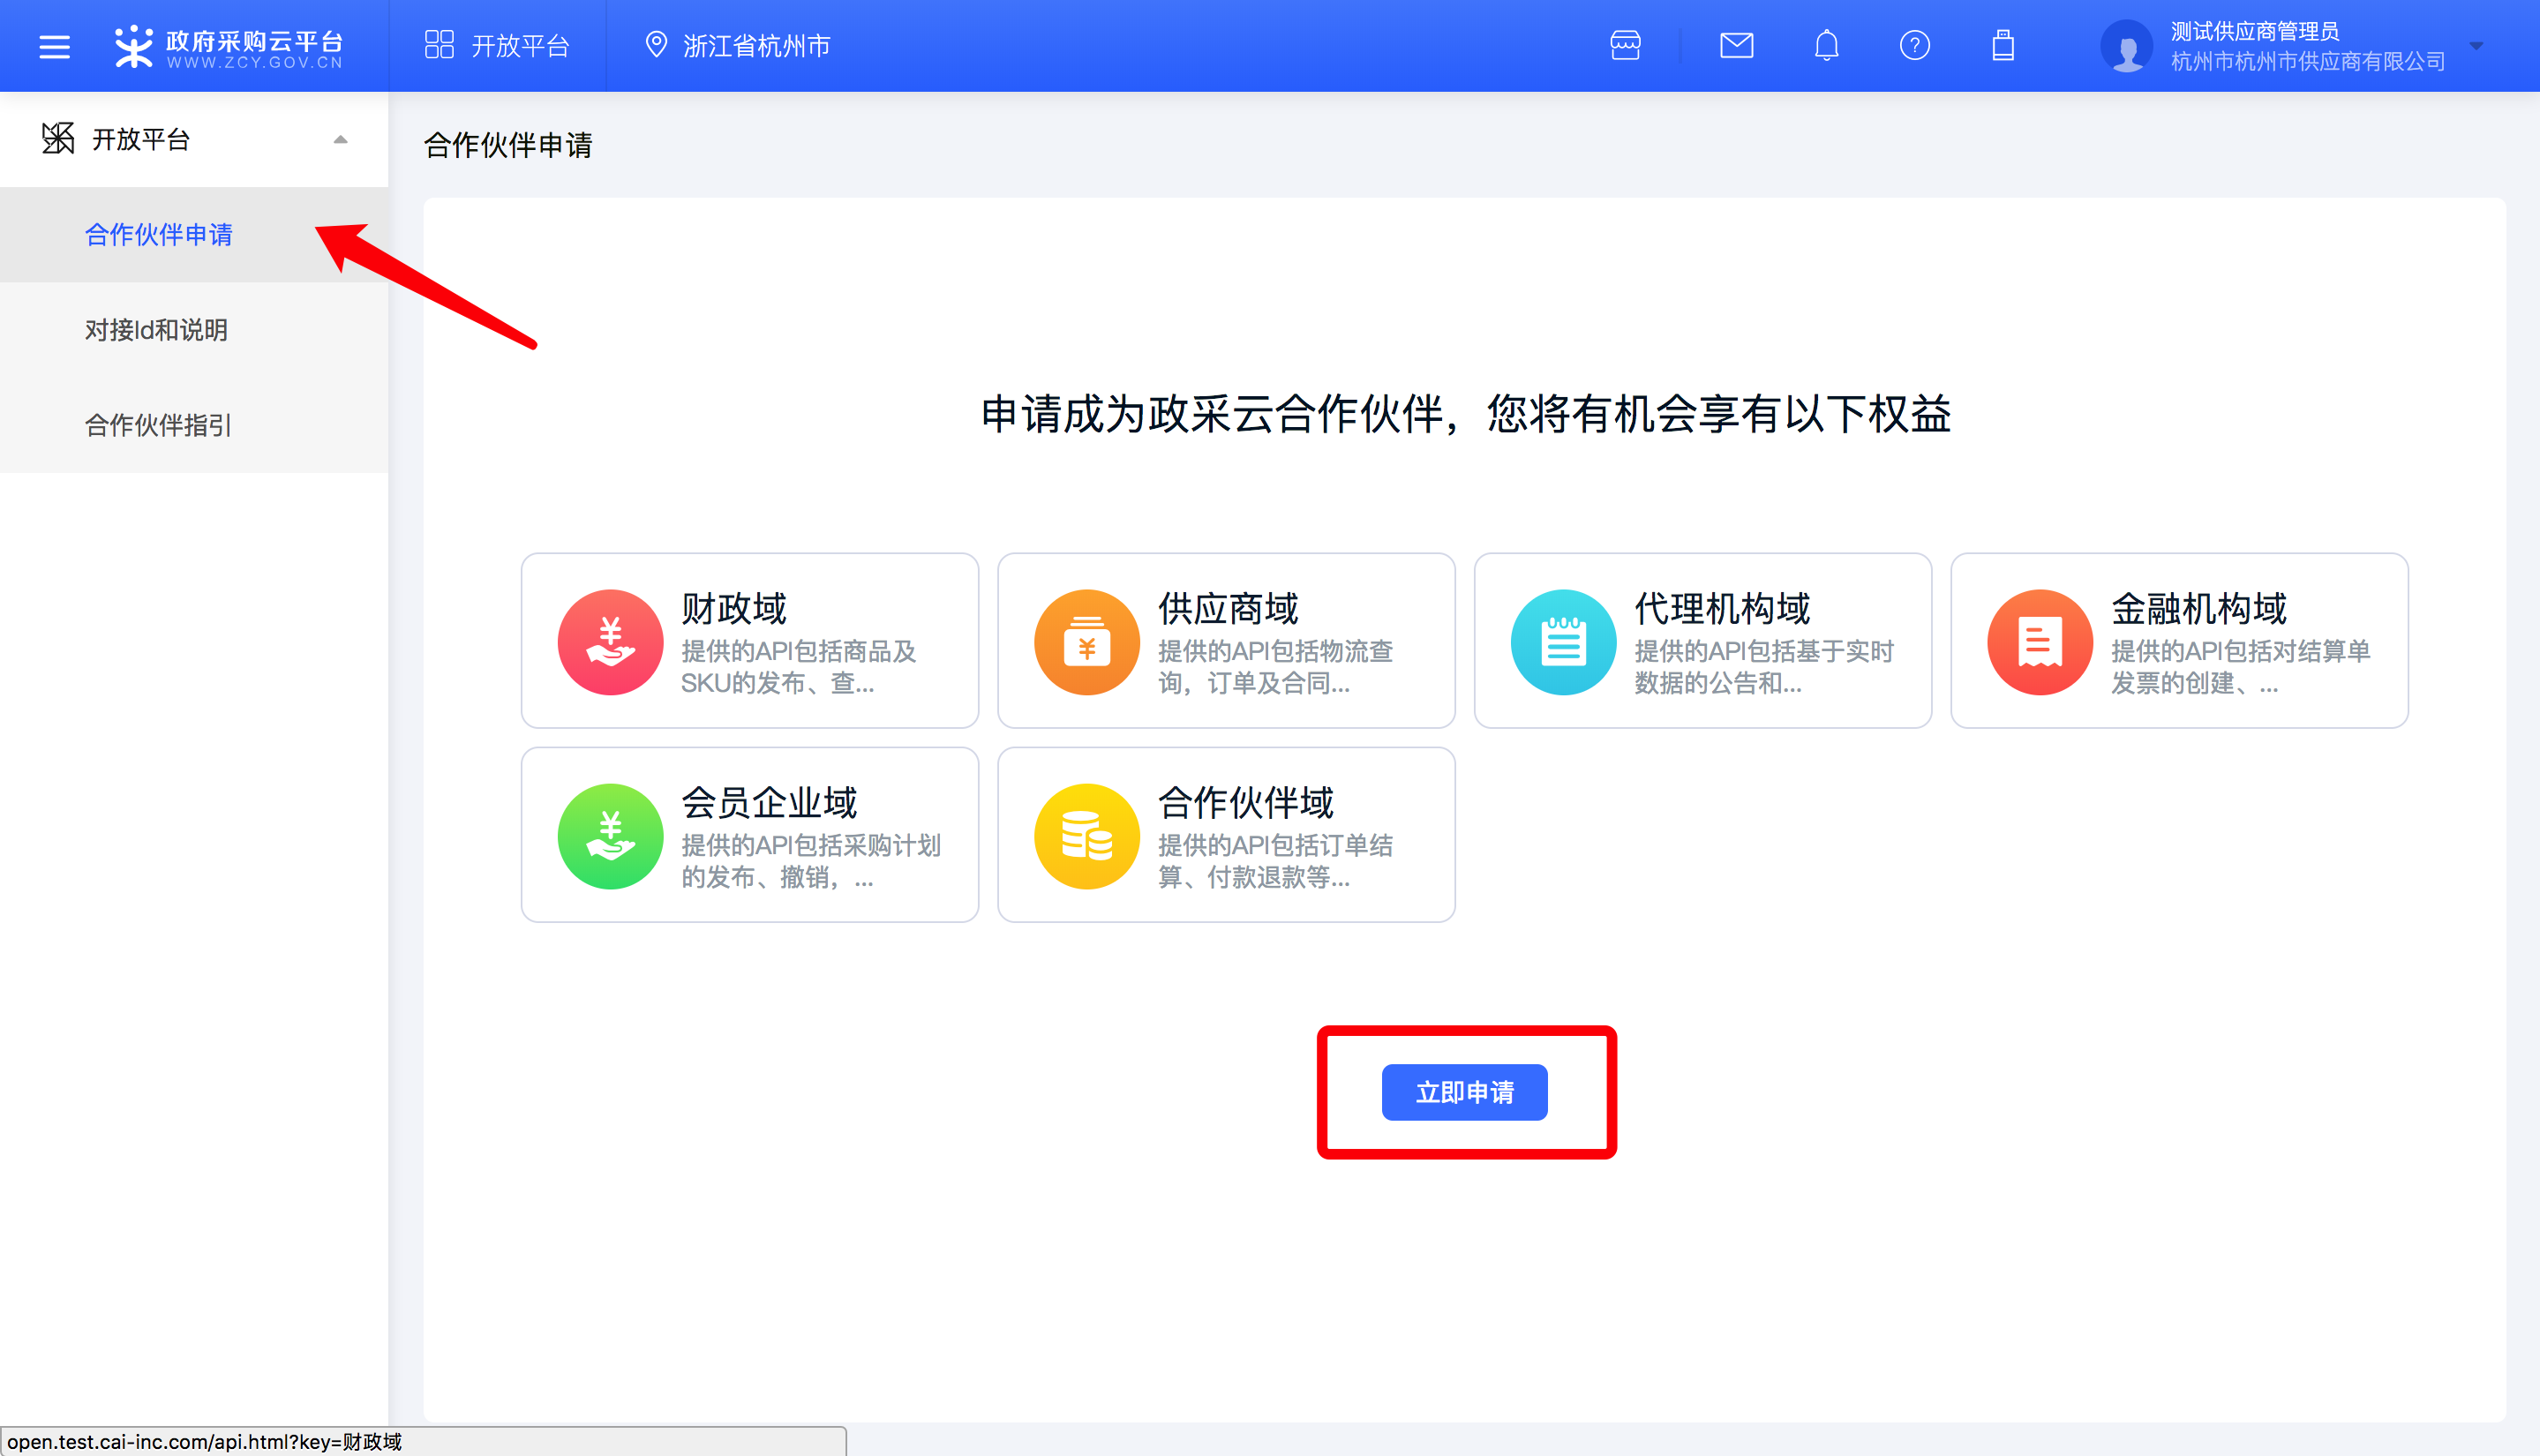 政府采购云平台
WWW.ZCY.GOV.CN
开放平台
浙江省杭州市
测试供应商管理员
杭州市杭州市供应商有限公司
开放平台
合作伙伴申请
对接Id和说明
合作伙伴指引
合作伙伴申请
申请成为政采云合作伙伴，您将有机会享有以下权益
财政域
提供的API包括商品及
SKU的发布、查...
供应商域
提供的API包括物流查
询，订单及合同...
代理机构域
提供的API包括基于实时
数据的公告和...
金融机构域
提供的API包括对结算单
发票的创建、...
会员企业域
提供的API包括采购计划
的发布、撤销，...
合作伙伴域
提供的API包括订单结
算、付款退款等...
立即申请
open.test.cai-inc.com/api.html?key=财政域